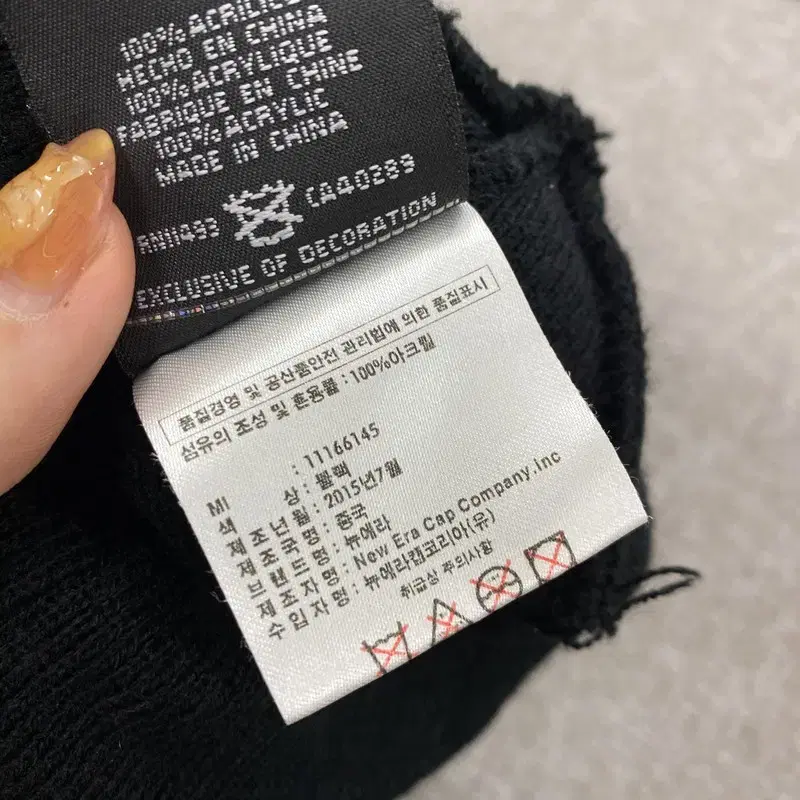 100% ACRILICO
HECHO EN CHINA
100% ACRYLIQUE
FABRIQUE EN CHINE
100% ACRYLIC
MADE IN CHINA
RN11493 CA40289
EXCLUSIVE OF DECORATION
품질경영 및 공산품안전 관리법에 의한 품질표시
섬유의 조성 및 혼용률 : 100%아크릴
MI : 11166145
색 상 : 블랙
제 조 년 월 : 2015년7월
제 조 국 명 : 중국
브 랜 드 명 : 뉴에라
제 조 자 명 : New Era Cap Company.Inc
수 입 자 명 : 뉴에라캡코리아(유)
취급상 주의사항